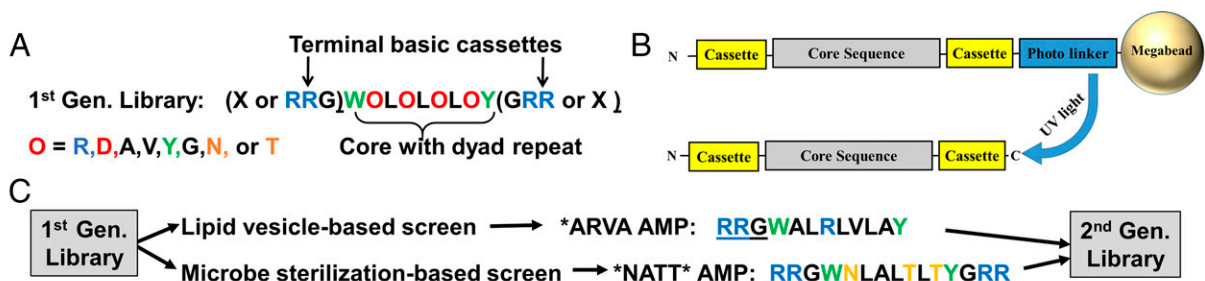 A
Terminal basic cassettes
1st Gen. Library: (X or RRG)WOLOLOLOY(GRR or X )
O = R,D,A,V,Y,G,N, or T
Core with dyad repeat
B
N
Cassette
Core Sequence
Cassette
Photo linker
Megabead
UV light
N
Cassette
Core Sequence
Cassette
C
C
1st Gen.
Library
Lipid vesicle-based screen
*ARVA AMP: RRGWALRLVLAY
Microbe sterilization-based screen
*NATT* AMP: RRGWNLALTLTYGRR
2nd Gen.
Library